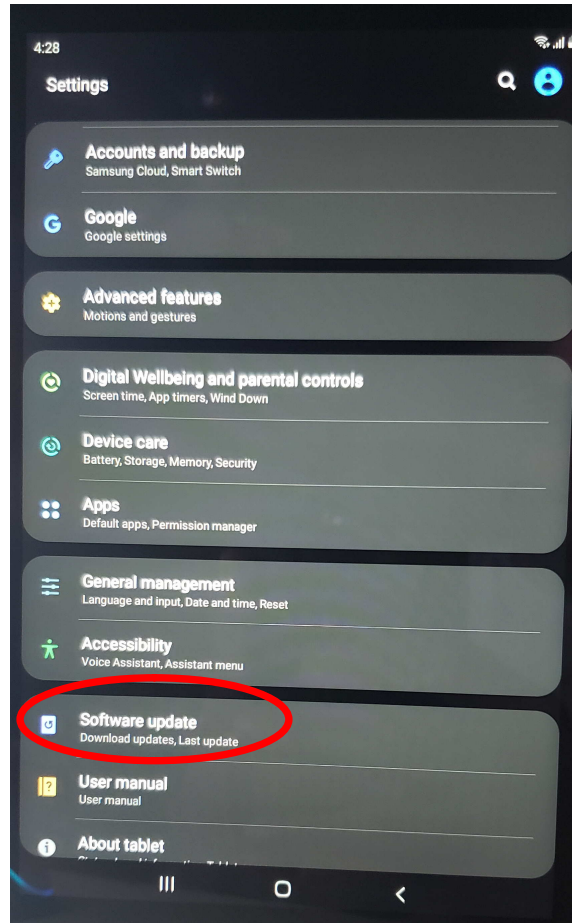 4:28
Settings
Accounts and backup
Samsung Cloud, Smart Switch
Google
Google settings
Advanced features
Motions and gestures
Digital Wellbeing and parental controls
Screen time, App timers, Wind Down
Device care
Battery, Storage, Memory, Security
Apps
Default apps, Permission manager
General management
Language and input, Date and time, Reset
Accessibility
Voice Assistant, Assistant menu
Software update
Download updates, Last update
User manual
User manual
About tablet